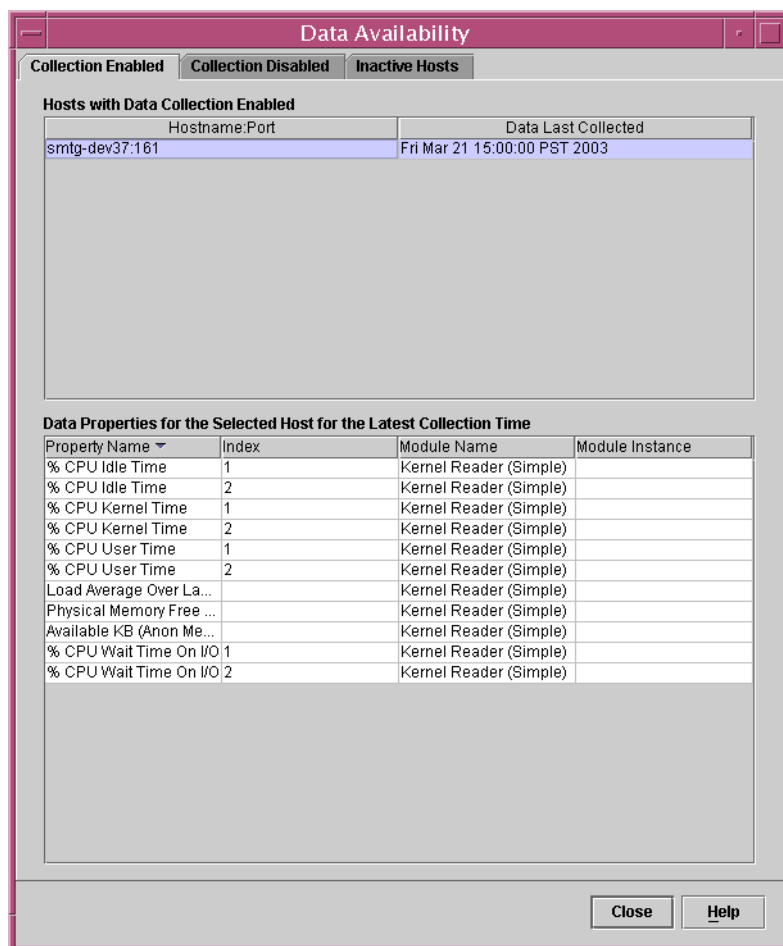 Data Availability
Collection Enabled Collection Disabled Inactive Hosts
Hosts with Data Collection Enabled
Hostname:Port Data Last Collected
smtg-dev37:161 Fri Mar 21 15:00:00 PST 2003
Data Properties for the Selected Host for the Latest Collection Time
Property Name Index Module Name Module Instance
% CPU Idle Time 1 Kernel Reader (Simple)
% CPU Idle Time 2 Kernel Reader (Simple)
% CPU Kernel Time 1 Kernel Reader (Simple)
% CPU Kernel Time 2 Kernel Reader (Simple)
% CPU User Time 1 Kernel Reader (Simple)
% CPU User Time 2 Kernel Reader (Simple)
Load Average Over La... Kernel Reader (Simple)
Physical Memory Free ... Kernel Reader (Simple)
Available KB (Anon Me... Kernel Reader (Simple)
% CPU Wait Time On I/O 1 Kernel Reader (Simple)
% CPU Wait Time On I/O 2 Kernel Reader (Simple)
Close Help